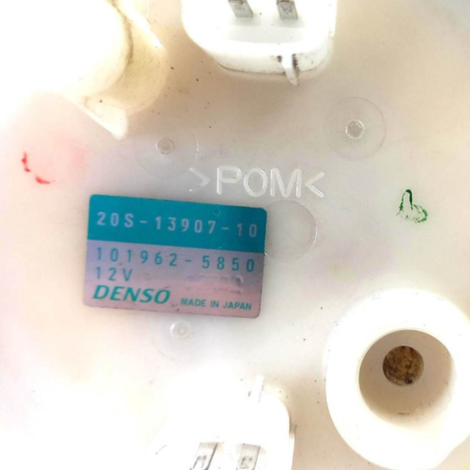 >POM<
20S-13907-10
101962-5850
12V
DENSO MADE IN JAPAN